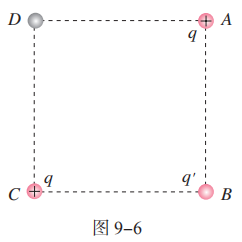 D + A
q
q q′
C + B
图 9–6